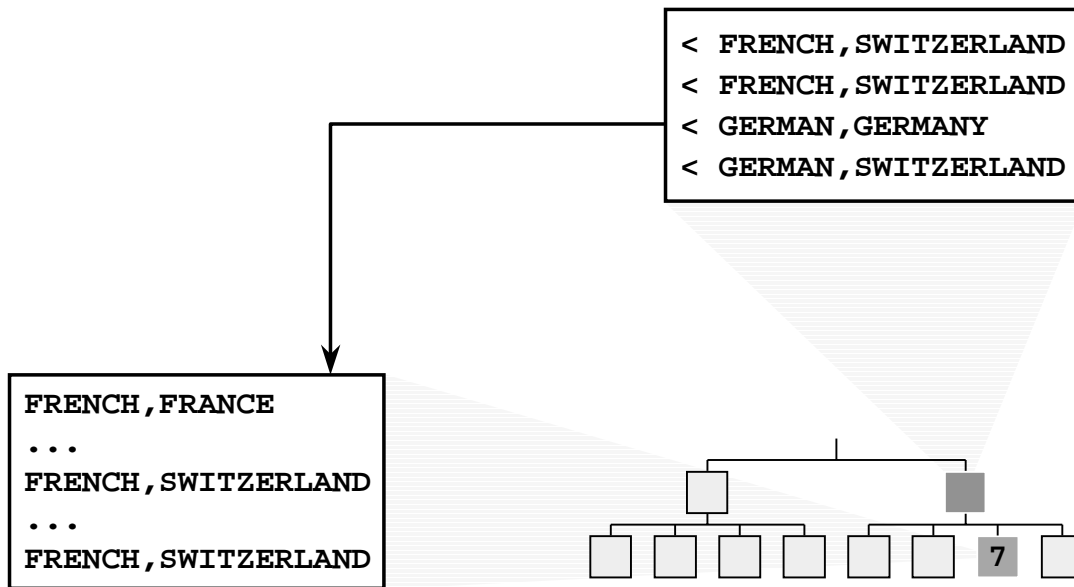 < FRENCH,SWITZERLAND
< FRENCH,SWITZERLAND
< GERMAN,GERMANY
< GERMAN,SWITZERLAND
FRENCH,FRANCE
...
FRENCH,SWITZERLAND
...
FRENCH,SWITZERLAND
7